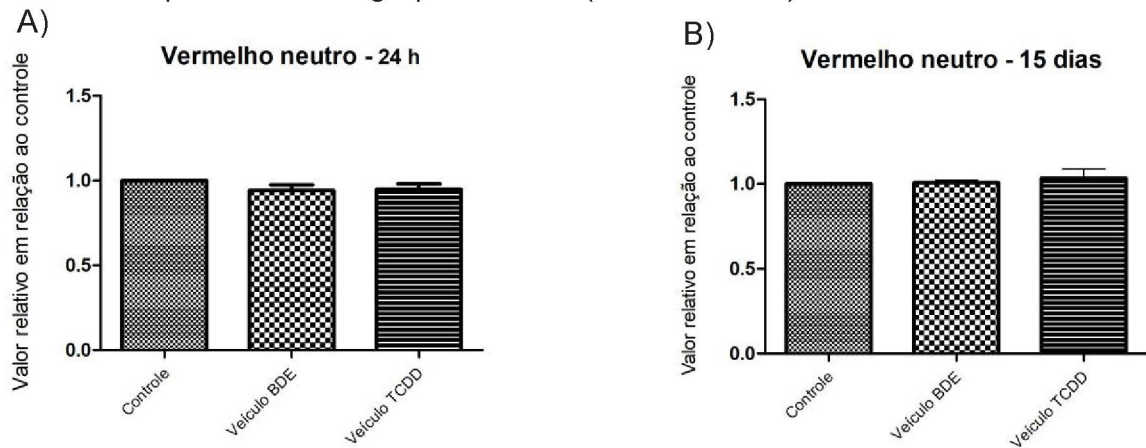 A)
Vermelho neutro - 24 h
Valor relativo em relação ao controle
1.5
1.0
0.5
0.0
Controle
Veículo BDE
Veículo TCDD
B)
Vermelho neutro - 15 dias
Valor relativo em relação ao controle
1.5
1.0
0.5
0.0
Controle
Veículo BDE
Veículo TCDD